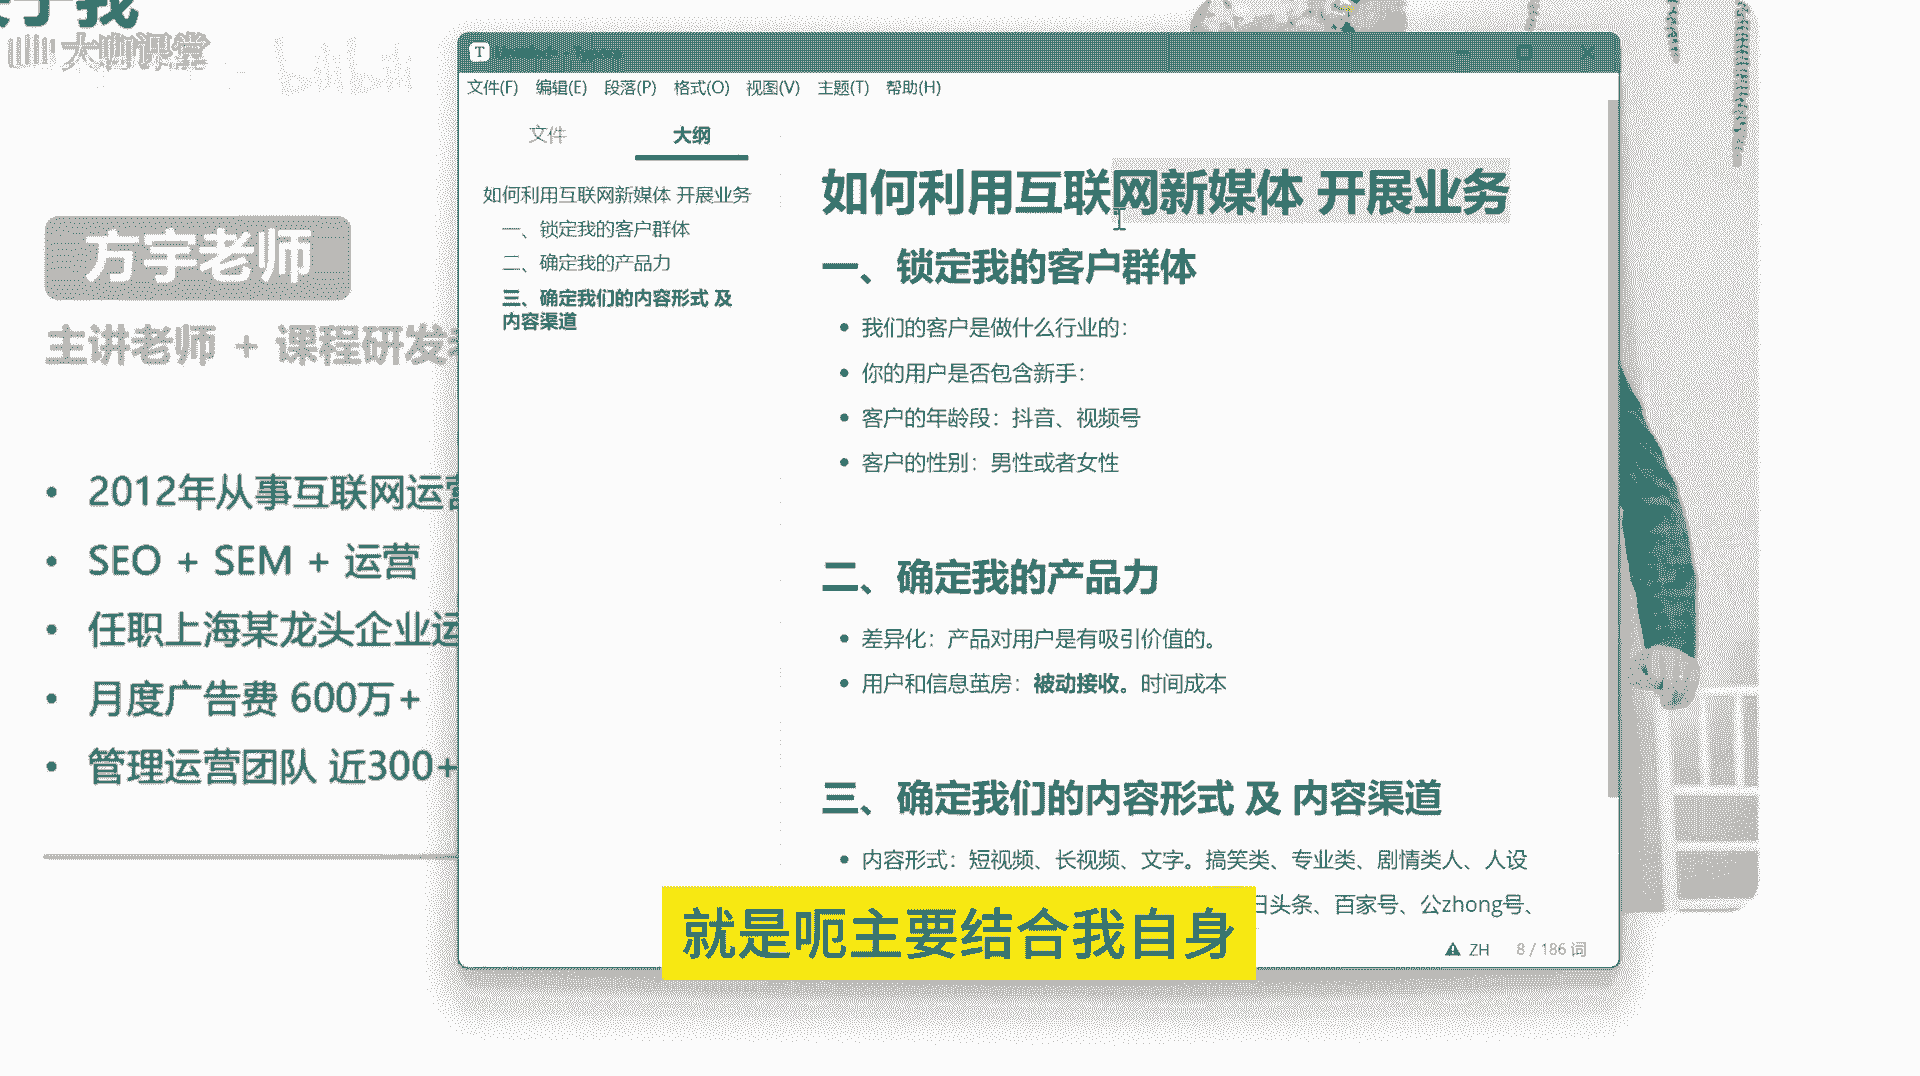 大咖课堂
bilibili
方宇老师
主讲老师 + 课程研发
• 2012年从事互联网运营
• SEO + SEM + 运营
• 任职上海某龙头企业运
• 月度广告费 600万+
• 管理运营团队 近300+
文件(F) 编辑(E) 段落(P) 格式(O) 视图(V) 主题(T) 帮助(H)
文件 大纲
如何利用互联网新媒体 开展业务
一、锁定我的客户群体
二、确定我的产品力
三、确定我们的内容形式 及
内容渠道
如何利用互联网新媒体 开展业务
一、锁定我的客户群体
• 我们的客户是做什么行业的：
• 你的用户是否包含新手：
• 客户的年龄段：抖音、视频号
• 客户的性别：男性或者女性
二、确定我的产品力
• 差异化：产品对用户是有吸引价值的。
• 用户和信息茧房：被动接收。时间成本
三、确定我们的内容形式 及 内容渠道
• 内容形式：短视频、长视频、文字。搞笑类、专业类、剧情类人、人设
日头条、百家号、公zhong号、
就是呃主要结合我自身
ZH 8 / 186 词